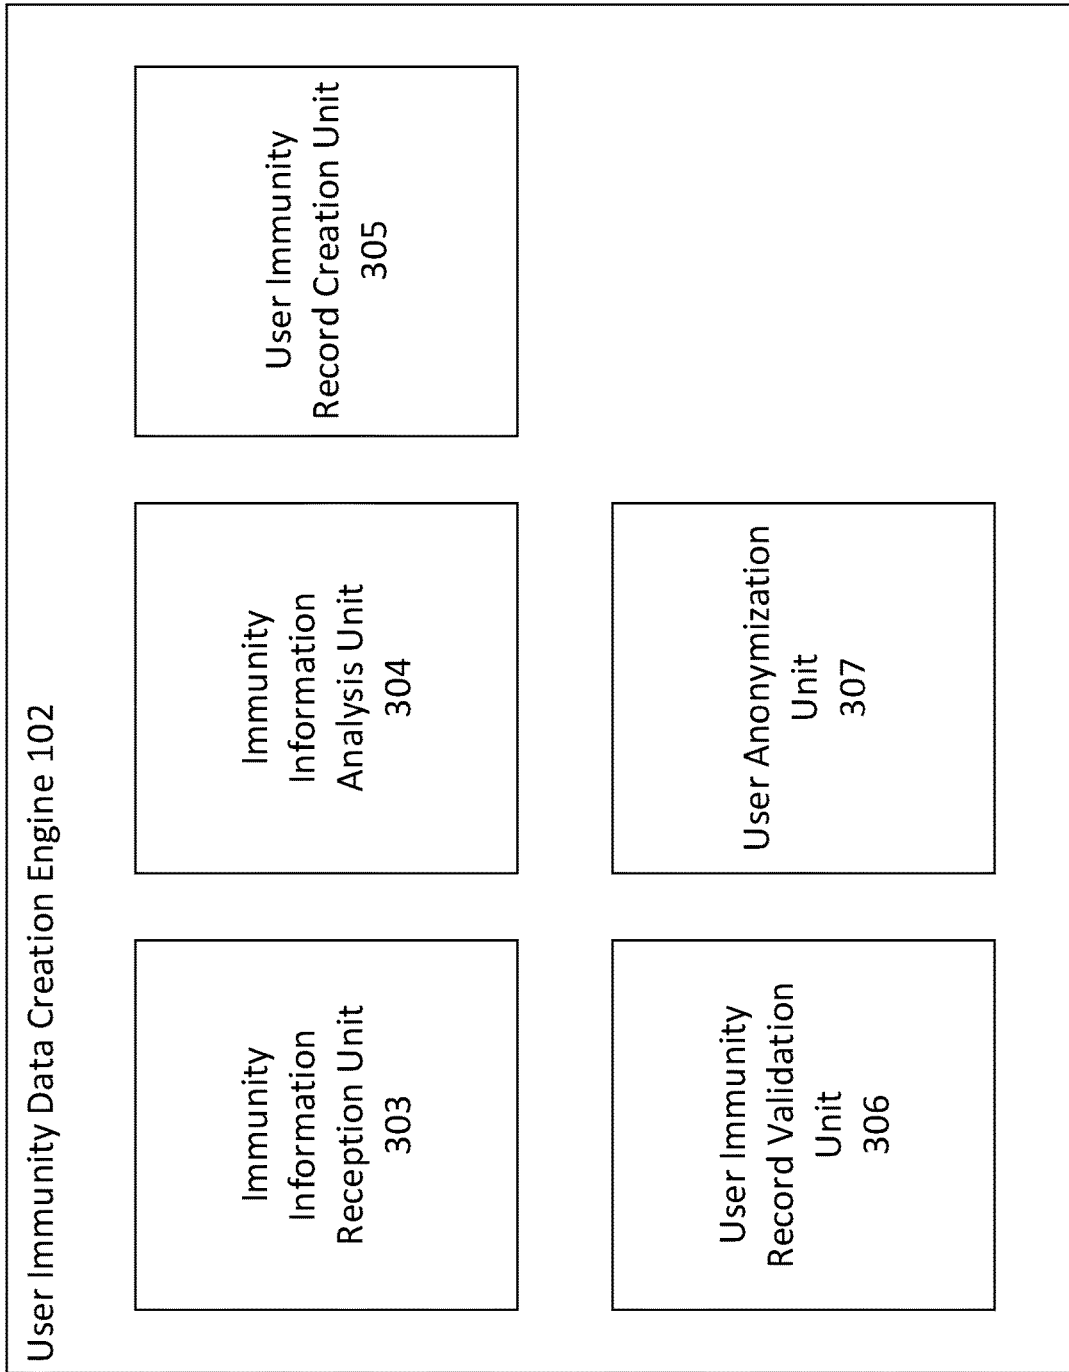 User Immunity Data Creation Engine 102
Immunity
Information
Reception Unit
303
Immunity
Information
Analysis Unit
304
User Immunity
Record Creation Unit
305
User Immunity
Record Validation
Unit
306
User Anonymization
Unit
307